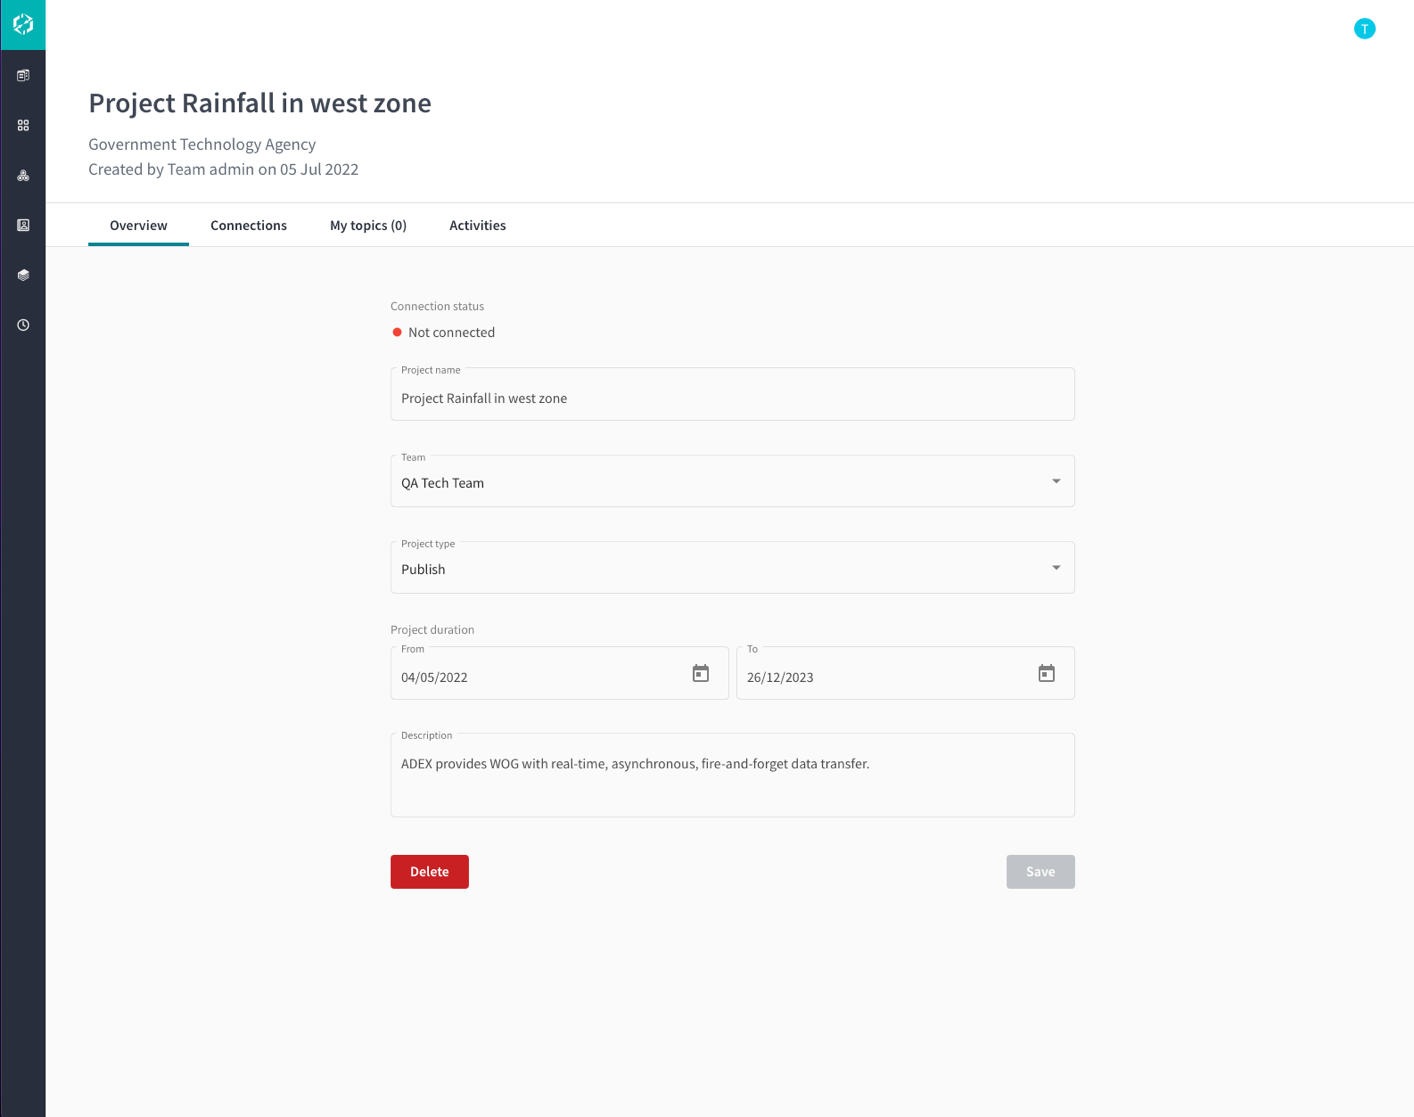 T
Project Rainfall in west zone
Government Technology Agency
Created by Team admin on 05 Jul 2022
Overview
Connections
My topics (0)
Activities
Connection status
Not connected
Project name
Project Rainfall in west zone
Team
QA Tech Team
Project type
Publish
Project duration
From
04/05/2022
To
26/12/2023
Description
ADEX provides WOG with real-time, asynchronous, fire-and-forget data transfer.
Delete
Save